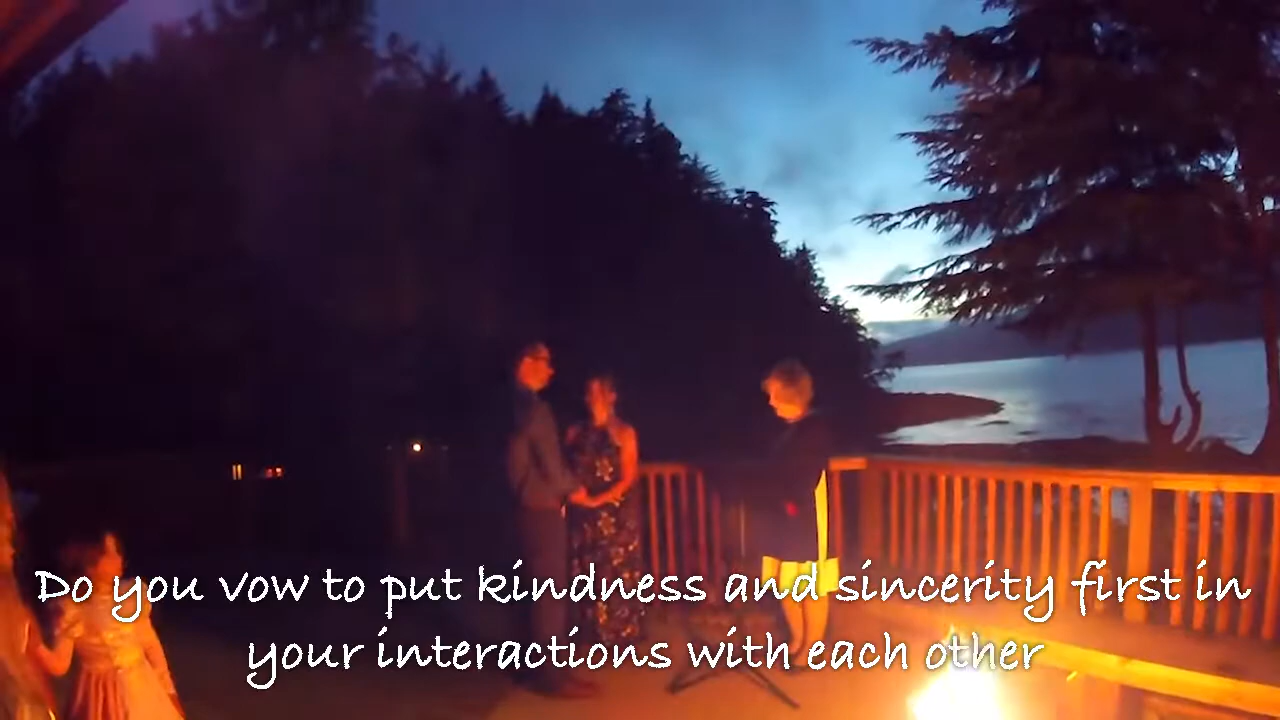 Do you vow to put kindness and sincerity first in
your interactions with each other